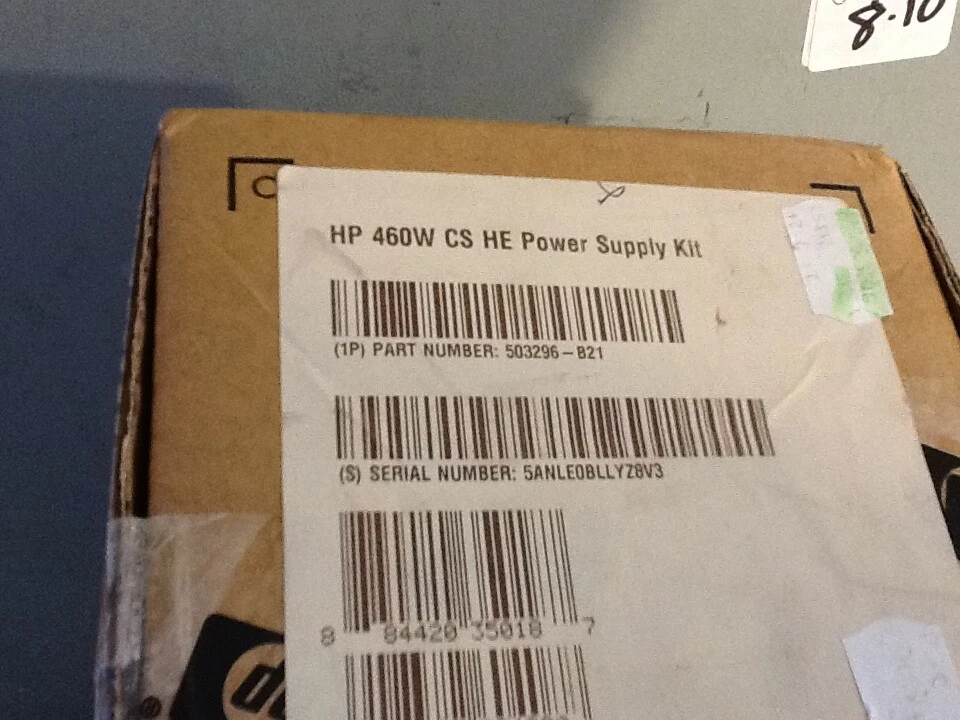 8.10
HP 460W CS HE Power Supply Kit
(1P) PART NUMBER: 503296-B21
(S) SERIAL NUMBER: 5ANLE0BLLYZ8V3
8 84420 35018 7